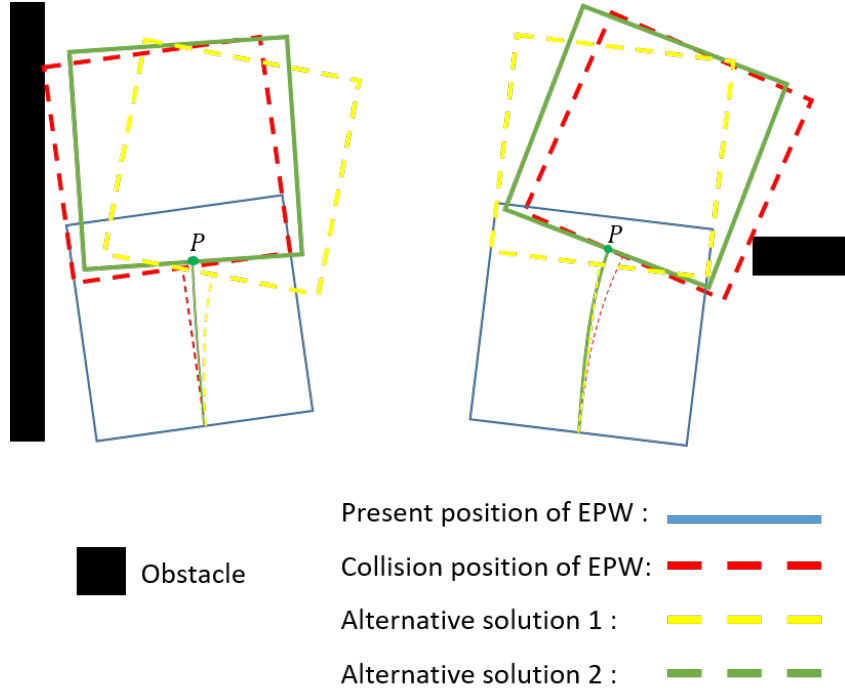 P
P
Present position of EPW :
Obstacle
Collision position of EPW:
Alternative solution 1 :
Alternative solution 2 :